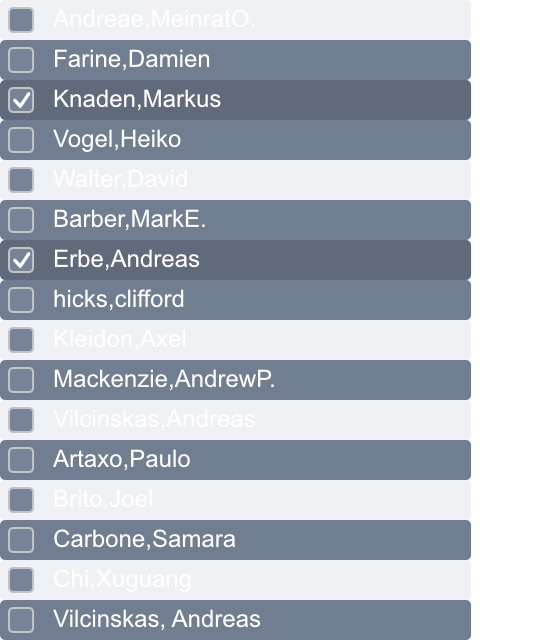 Andreae,MeinratO.
Farine,Damien
Knaden,Markus
Vogel,Heiko
Walter,David
Barber,MarkE.
Erbe,Andreas
hicks,clifford
Kleidon,Axel
Mackenzie,AndrewP.
Vilcinskas,Andreas
Artaxo,Paulo
Brito,Joel
Carbone,Samara
Chi,Xuguang
Vilcinskas, Andreas